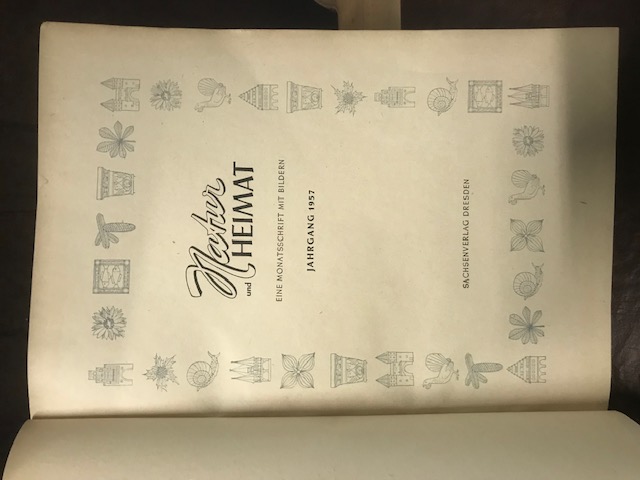 Natur
und HEIMAT
EINE MONATSSCHRIFT MIT BILDERN
JAHRGANG 1957
SACHSENVERLAG DRESDEN